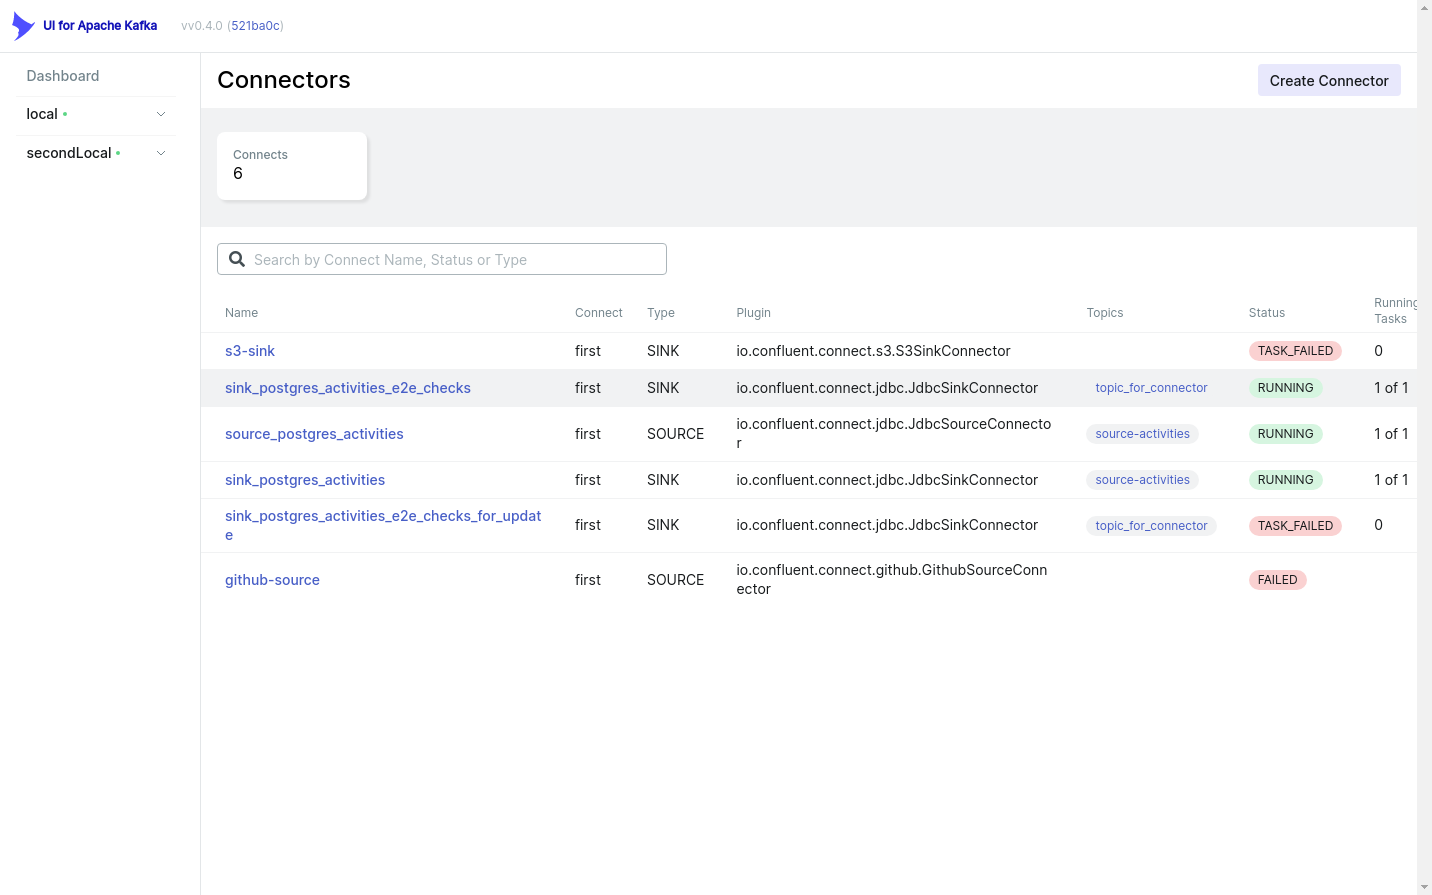 UI for Apache Kafka vv0.4.0 (521ba0c)
Dashboard
local
secondLocal
Connectors
Create Connector
Connects
6
Search by Connect Name, Status or Type
Name Connect Type Plugin Topics Status Running
Tasks
s3-sink first SINK io.confluent.connect.s3.S3SinkConnector TASK_FAILED 0
sink_postgres_activities_e2e_checks first SINK io.confluent.connect.jdbc.JdbcSinkConnector topic_for_connector RUNNING 1 of 1
source_postgres_activities first SOURCE io.confluent.connect.jdbc.JdbcSourceConnecto
r source-activities RUNNING 1 of 1
sink_postgres_activities first SINK io.confluent.connect.jdbc.JdbcSinkConnector source-activities RUNNING 1 of 1
sink_postgres_activities_e2e_checks_for_updat
e first SINK io.confluent.connect.jdbc.JdbcSinkConnector topic_for_connector TASK_FAILED 0
github-source first SOURCE io.confluent.connect.github.GithubSourceConn
ector FAILED